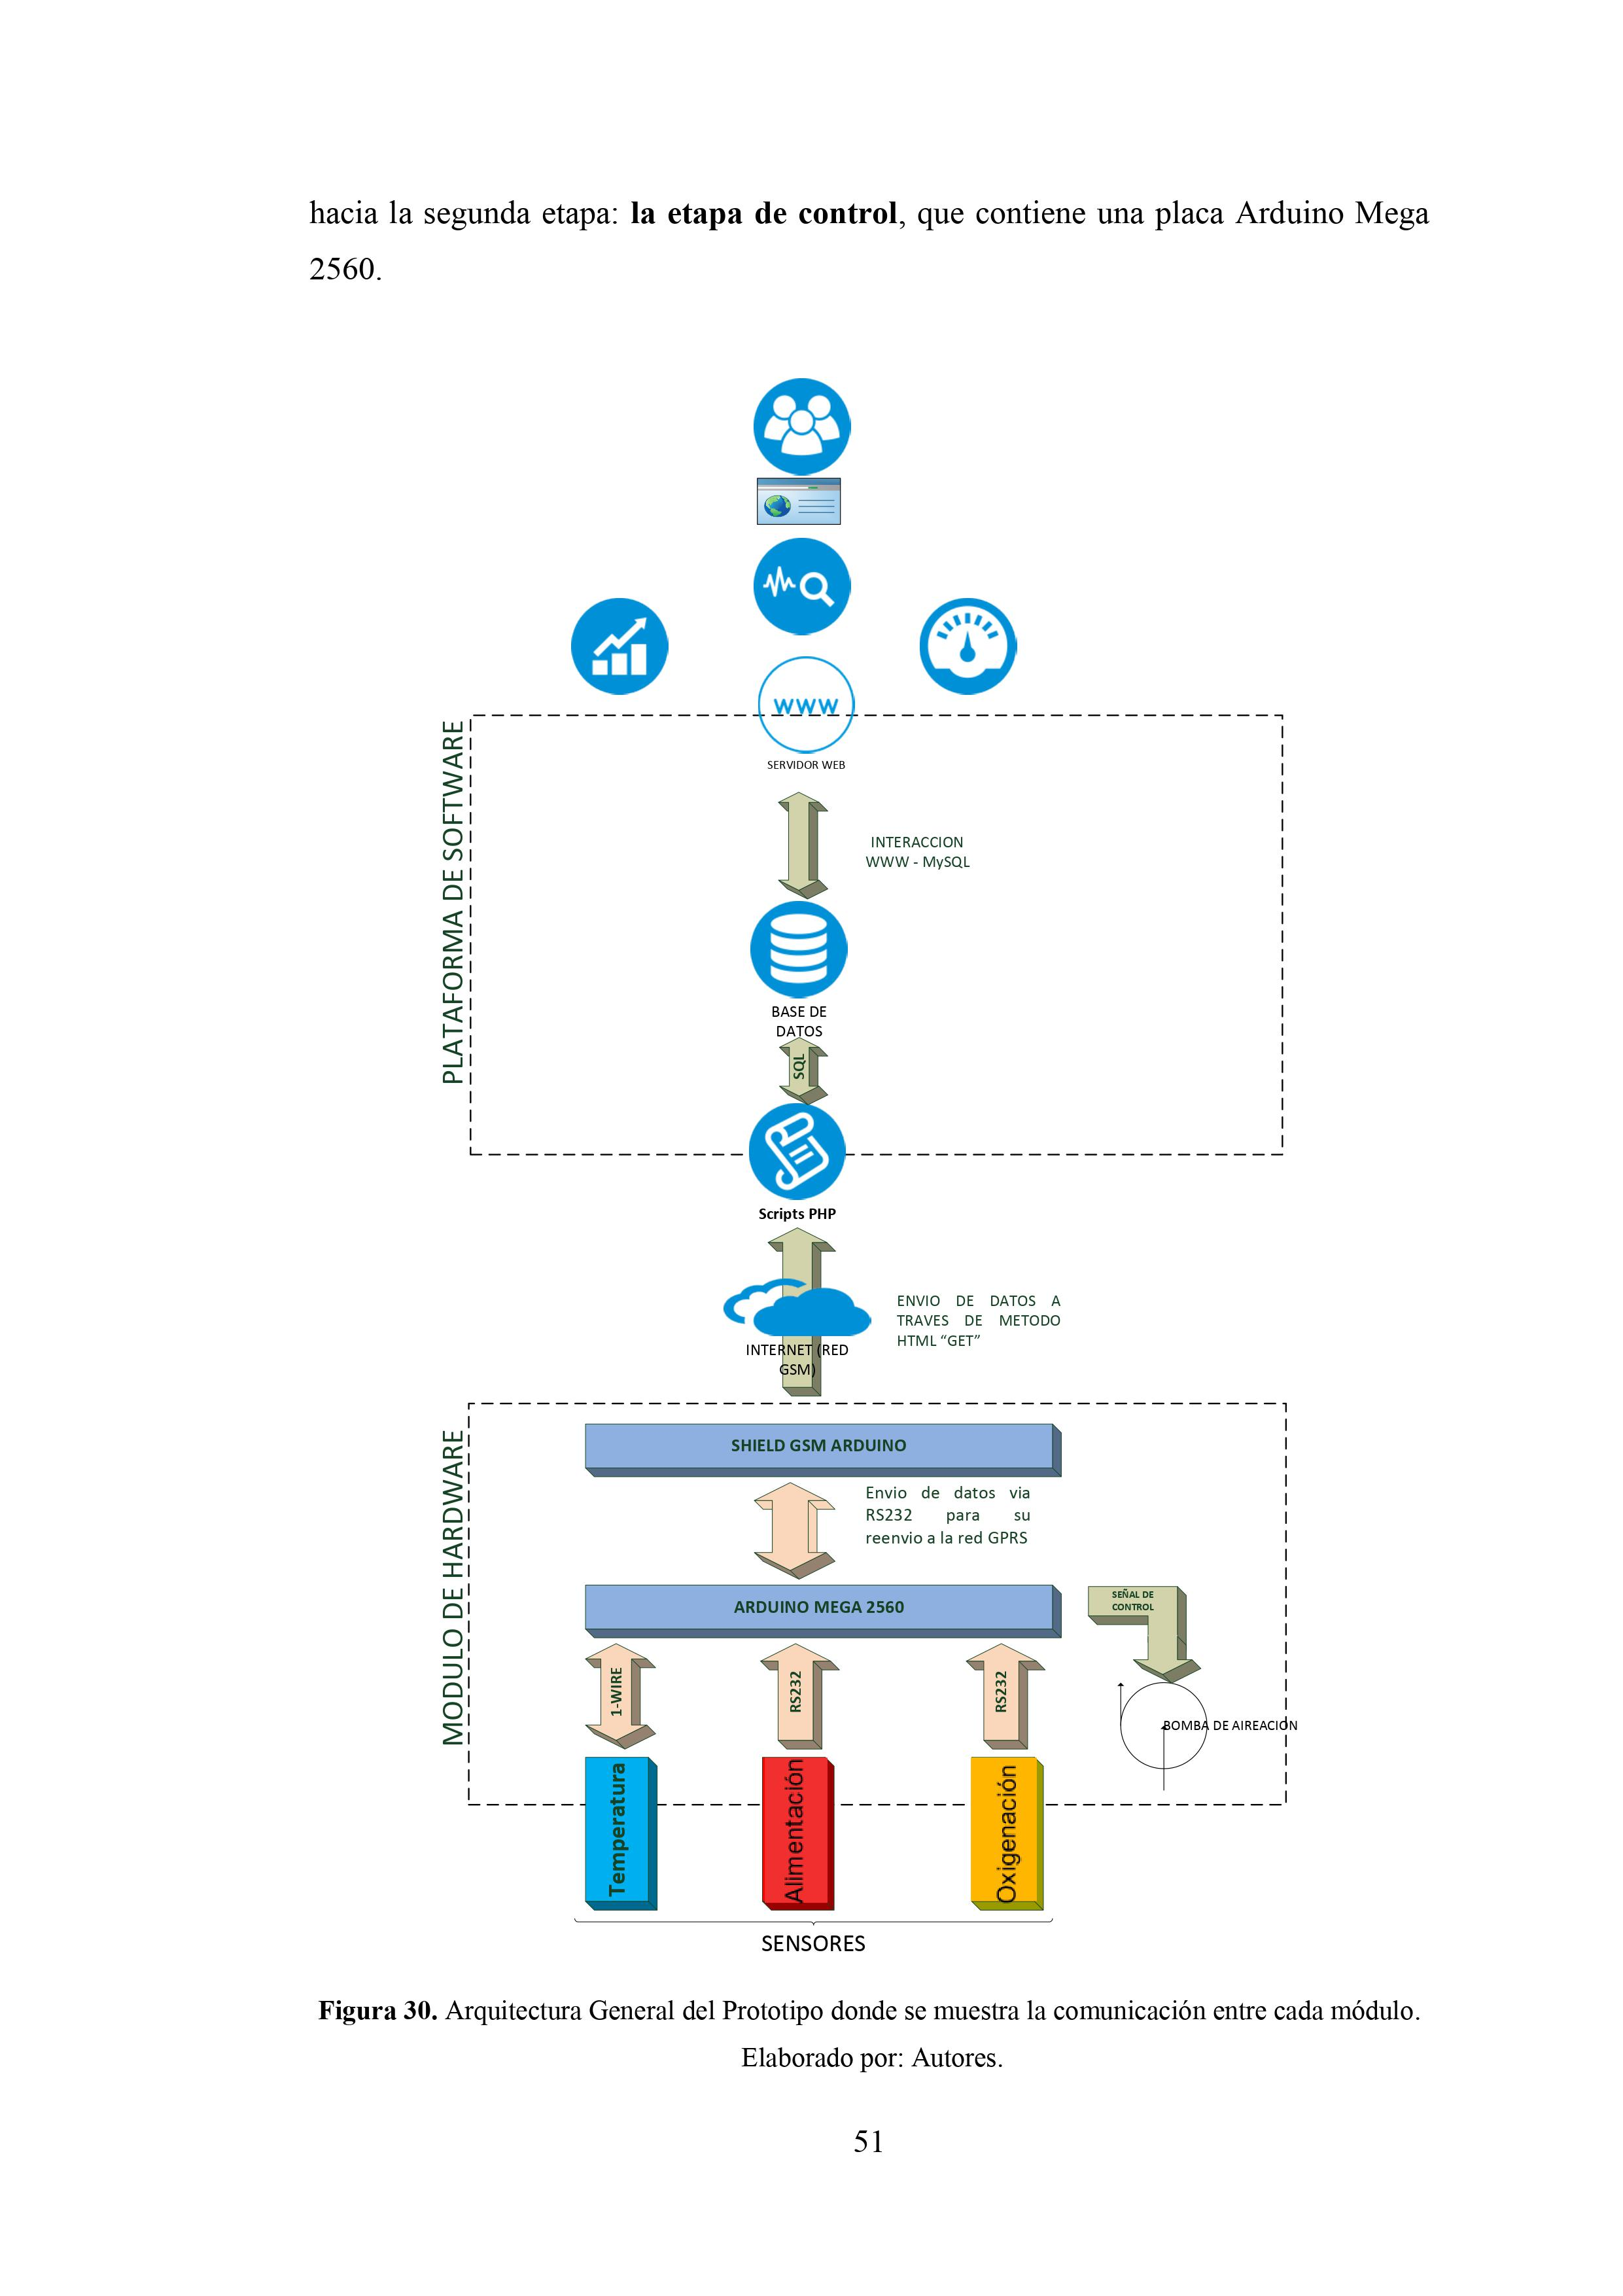 hacia la segunda etapa: la etapa de control, que contiene una placa Arduino Mega
2560.
WWW
SERVIDOR WEB
PLATAFORMA DE SOFTWARE
INTERACCION
WWW - MySQL
BASE DE
DATOS
SQL
Scripts PHP
ENVIO DE DATOS A
TRAVES DE METODO
HTML “GET”
INTERNET (RED
GSM)
MODULO DE HARDWARE
SHIELD GSM ARDUINO
Envio de datos via
RS232 para su
reenvio a la red GPRS
ARDUINO MEGA 2560
SEÑAL DE
CONTROL
1-WIRE
RS232
RS232
BOMBA DE AIREACIÓN
Temperatura
Alimentación
Oxigenación
SENSORES
Figura 30. Arquitectura General del Prototipo donde se muestra la comunicación entre cada módulo.
Elaborado por: Autores.
51